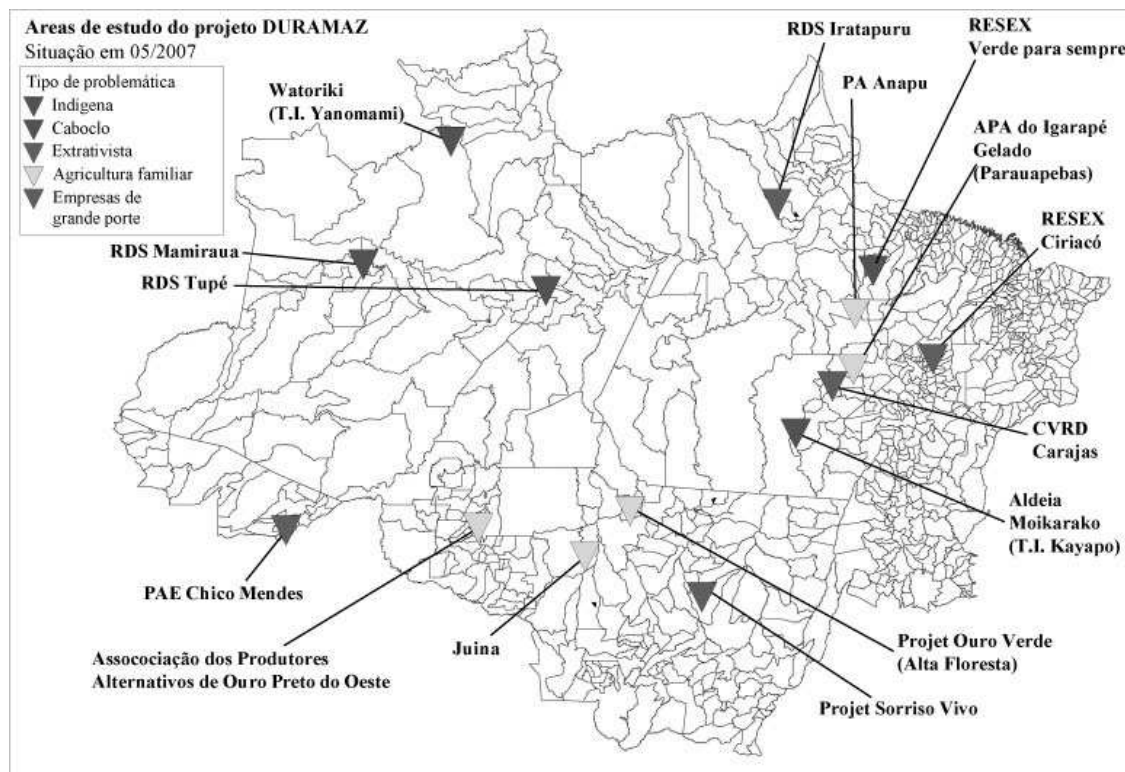 Areas de estudo do projeto DURAMAZ
Situação em 05/2007
Tipo de problemática
Indígena
Caboclo
Extrativista
Agricultura familiar
Empresas de
grande porte
RDS Iratapuru
RESEX
Verde para sempre
PA Anapu
Watoriki
(T.I. Yanomami)
APA do Igarapé
Gelado
(Parauapebas)
RESEX
Ciriacó
RDS Mamiraua
RDS Tupé
CVRD
Carajas
Aldeia
Moikarako
(T.I. Kayapo)
PAE Chico Mendes
Assocociação dos Produtores
Alternativos de Ouro Preto do Oeste
Juina
Projet Ouro Verde
(Alta Floresta)
Projet Sorriso Vivo